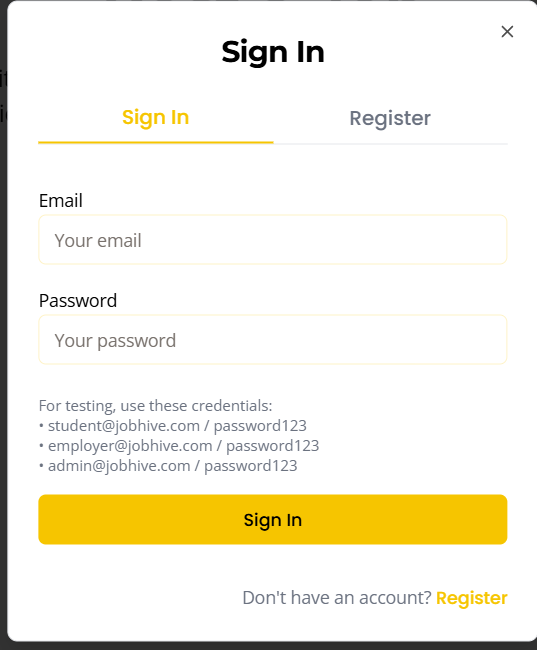 Sign In
Sign In
Register
Email
Your email
Password
Your password
For testing, use these credentials:
• student@jobhive.com / password123
• employer@jobhive.com / password123
• admin@jobhive.com / password123
Sign In
Don't have an account? Register